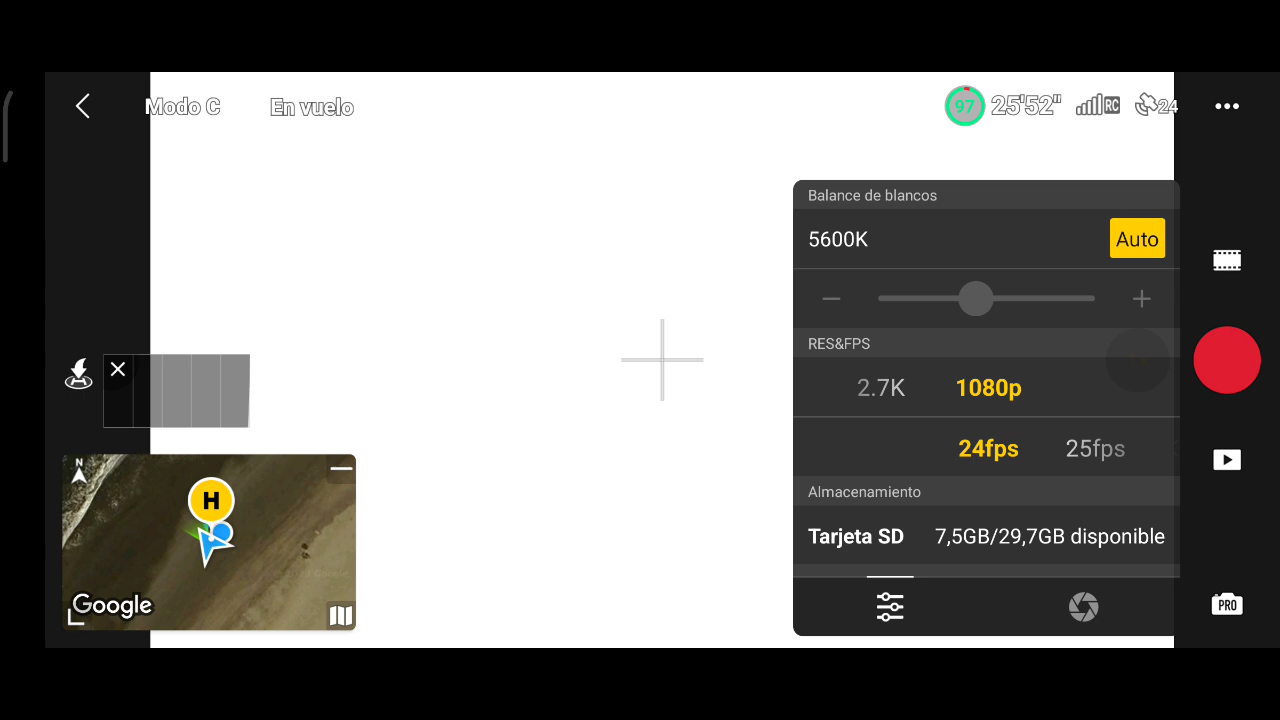 Modo C En vuelo 97 25'52" RC 24
Balance de blancos
5600K Auto
RES&FPS
2.7K 1080p
24fps 25fps
Almacenamiento
Tarjeta SD 7,5GB/29,7GB disponible
N
H
Google
PRO